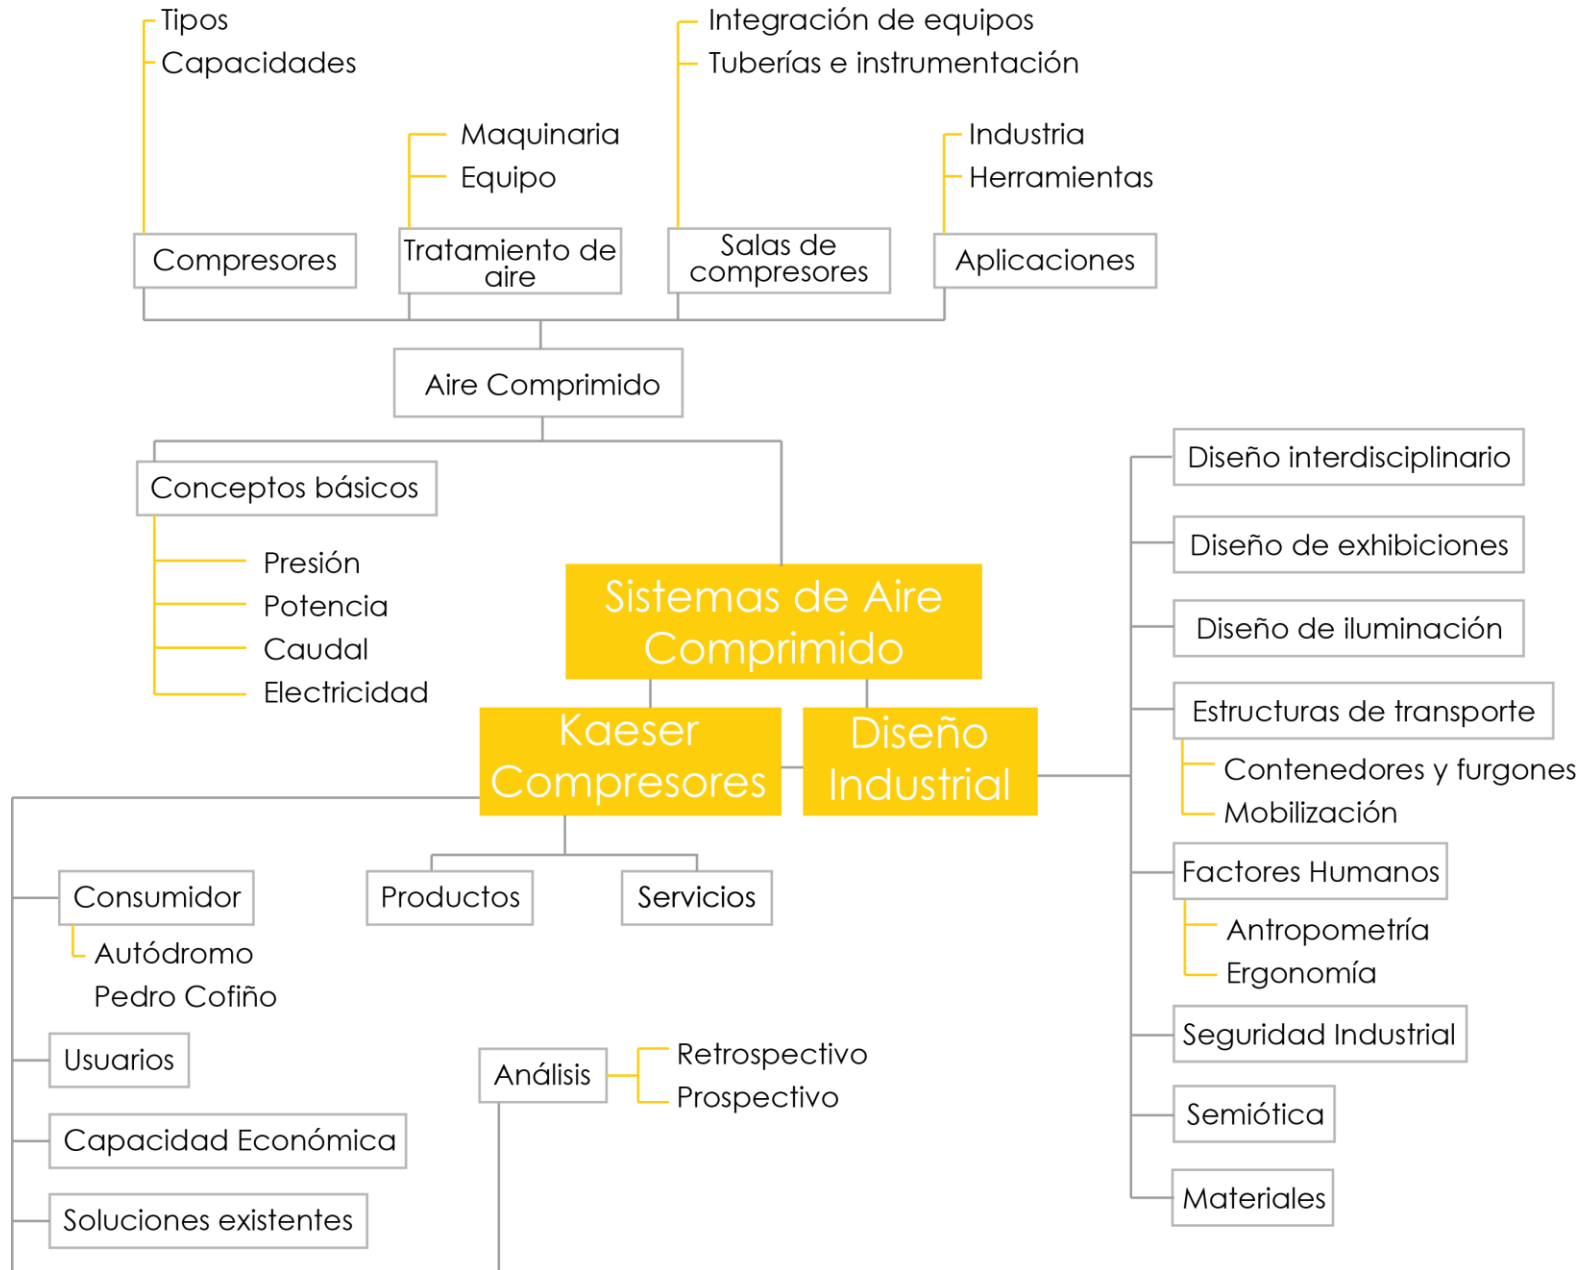 Tipos
Capacidades
Integración de equipos
Tuberías e instrumentación
Maquinaria
Equipo
Industria
Herramientas
Compresores
Tratamiento de
aire
Salas de
compresores
Aplicaciones
Aire Comprimido
Conceptos básicos
Presión
Potencia
Caudal
Electricidad
Sistemas de Aire
Comprimido
Kaeser
Compresores
Diseño
Industrial
Diseño interdisciplinario
Diseño de exhibiciones
Diseño de iluminación
Estructuras de transporte
Contenedores y furgones
Mobilización
Factores Humanos
Antropometría
Ergonomía
Seguridad Industrial
Semiótica
Materiales
Productos
Servicios
Consumidor
Autódromo
Pedro Cofiño
Usuarios
Capacidad Económica
Soluciones existentes
Análisis
Retrospectivo
Prospectivo